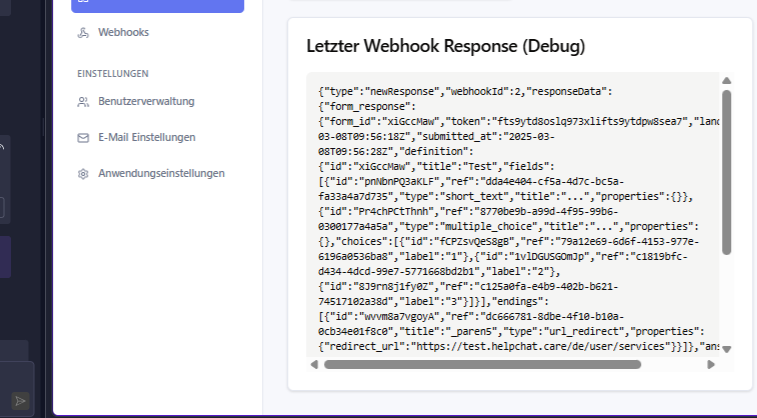 Webhooks
EINSTELLUNGEN
Benutzerverwaltung
E-Mail Einstellungen
Anwendungseinstellungen
Letzter Webhook Response (Debug)
{"type":"newResponse","webhookId":2,"responseData":
{"form_response":
{"form_id":"xiGccMaw","token":"fts9ytd8oslq973xlifts9ytdpw8sea7","land
03-08T09:56:18Z","submitted_at":"2025-03-
08T09:56:28Z","definition":
{"id":"xiGccMaw","title":"Test","fields":
[{"id":"pnNbnPQ3aKLF","ref":"dda4e404-cf5a-4d7c-bc5a-
fa33a4a7d735","type":"short_text","title":"...","properties":{}},
{"id":"Pr4chPCtThnh","ref":"8770be9b-a99d-4f95-99b6-
0300177a4a5a","type":"multiple_choice","title":"...","properties":
{},"choices":[{"id":"fCPZsvQeS8gB","ref":"79a12e69-6d6f-4153-977e-
6196a0536ba8","label":"1"},{"id":"1vlDGUSGOmJp","ref":"c1819bfc-
d434-4dcd-99e7-5771668bd2b1","label":"2"},
{"id":"8J9rn8j1fy0Z","ref":"c125a0fa-e4b9-402b-b621-
74517102a38d","label":"3"}]}],"endings":
[{"id":"wvvm8a7vgoyA","ref":"dc666781-8dbe-4f10-b10a-
0cb34e01f8c0","title":"_paren5","type":"url_redirect","properties":
{"redirect_url":"https://test.helpchat.care/de/user/services"}}]},"ans